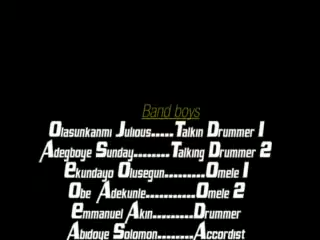 Band boys
Olasunkanmi Julious.....Talkin Drummer 1
Adegboye Sunday.........Talking Drummer 2
ekundayo Olusegun..........Omele 1
Obe Adekunle..........Omele 2
emmanuel Akin.....Drummer
Abidoye Solomon.....Accordist